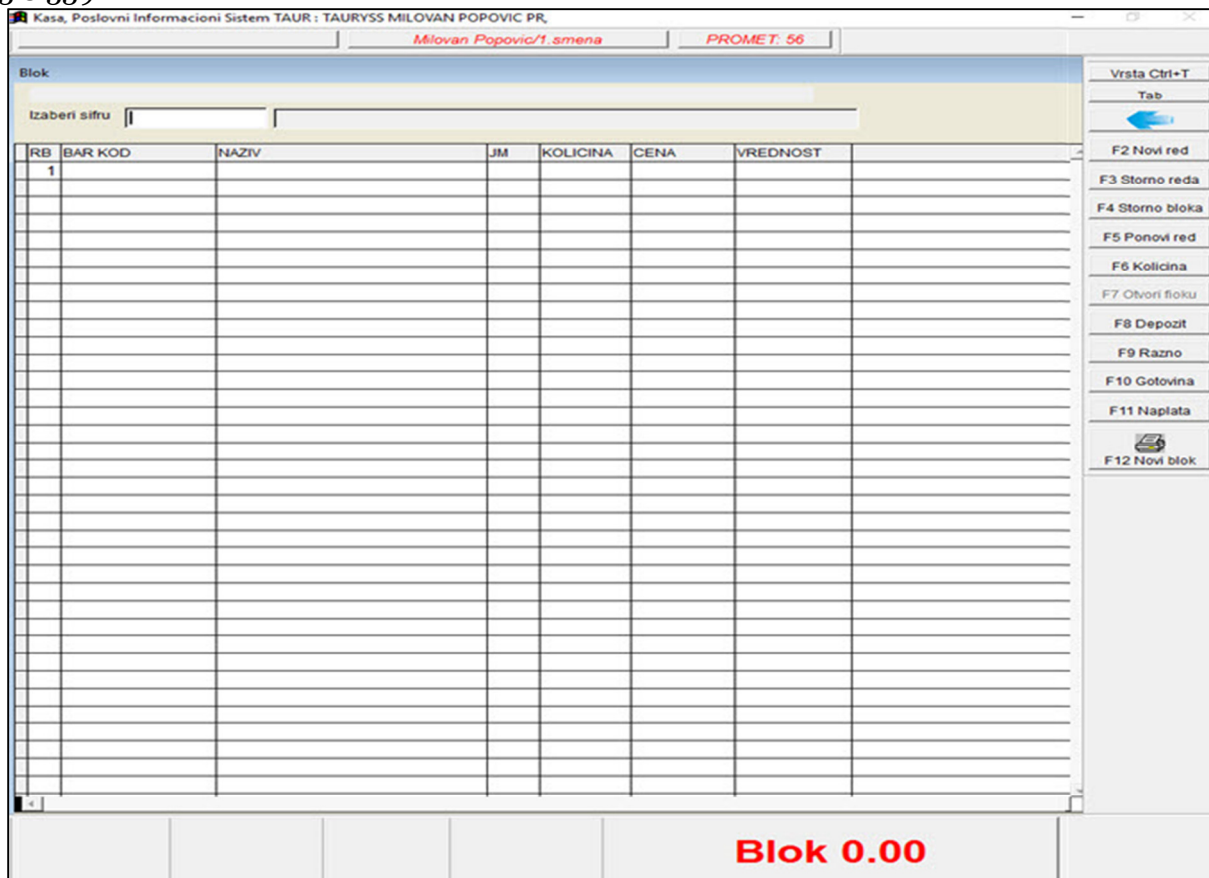 Kasa, Poslovni Informacioni Sistem TAUR : TAURYSS MILOVAN POPOVIC PR,
Milovan Popovic/1.smena PROMET: 56
Blok
Izaberi sifru
RB BAR KOD NAZIV JM KOLICINA CENA VREDNOST
1
Vrsta Ctrl+T
Tab
F2 Novi red
F3 Storno reda
F4 Storno bloka
F5 Ponovi red
F6 Kolicina
F7 Otvori fioku
F8 Depozit
F9 Razno
F10 Gotovina
F11 Naplata
F12 Novi blok
Blok 0.00